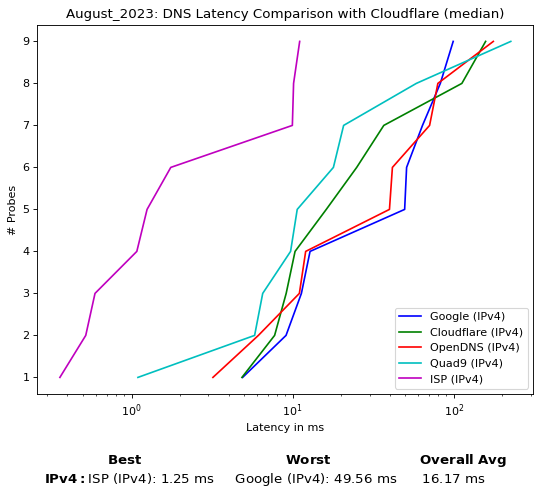 August_2023: DNS Latency Comparison with Cloudflare (median)
9
8
7
6
5
4
3
2
1
# Probes
Google (IPv4)
Cloudflare (IPv4)
OpenDNS (IPv4)
Quad9 (IPv4)
ISP (IPv4)
10⁰ 10¹ 10²
Latency in ms
Best Worst Overall Avg
IPv4: ISP (IPv4): 1.25 ms Google (IPv4): 49.56 ms 16.17 ms